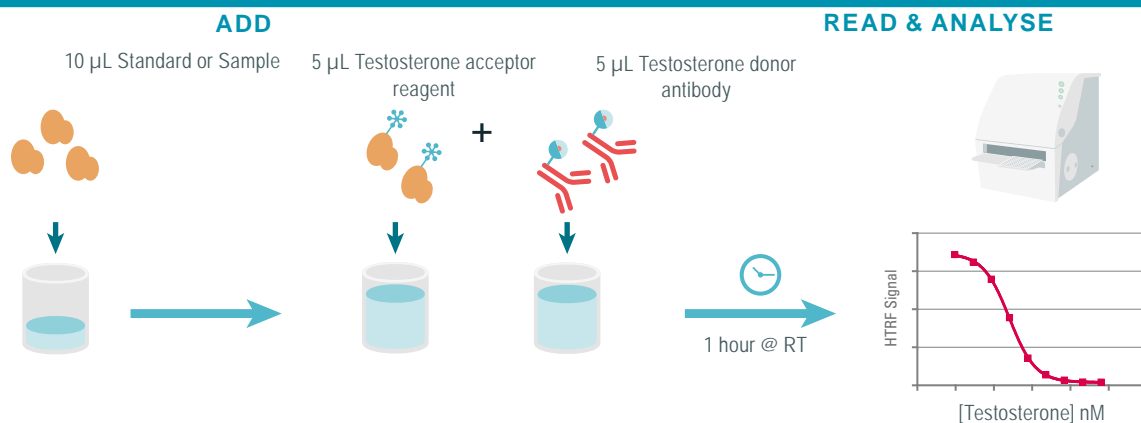 ADD
READ & ANALYSE
10 µL Standard or Sample
5 µL Testosterone acceptor
reagent
5 µL Testosterone donor
antibody
+
1 hour @ RT
HTRF Signal
[Testosterone] nM